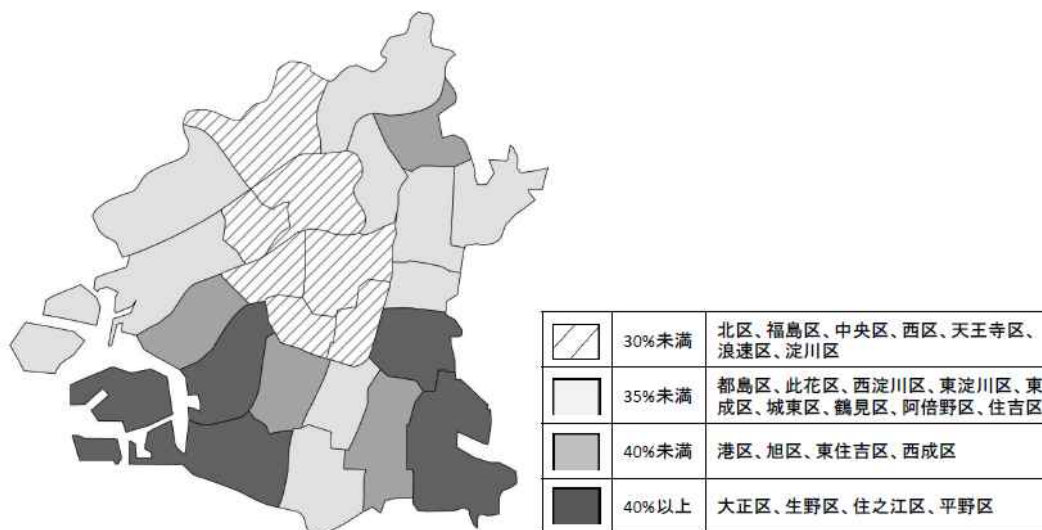 30%未満
北区、福島区、中央区、西区、天王寺区、
浪速区、淀川区
35%未満
都島区、此花区、西淀川区、東淀川区、東
成区、城東区、鶴見区、阿倍野区、住吉区
40%未満
港区、旭区、東住吉区、西成区
40%以上
大正区、生野区、住之江区、平野区